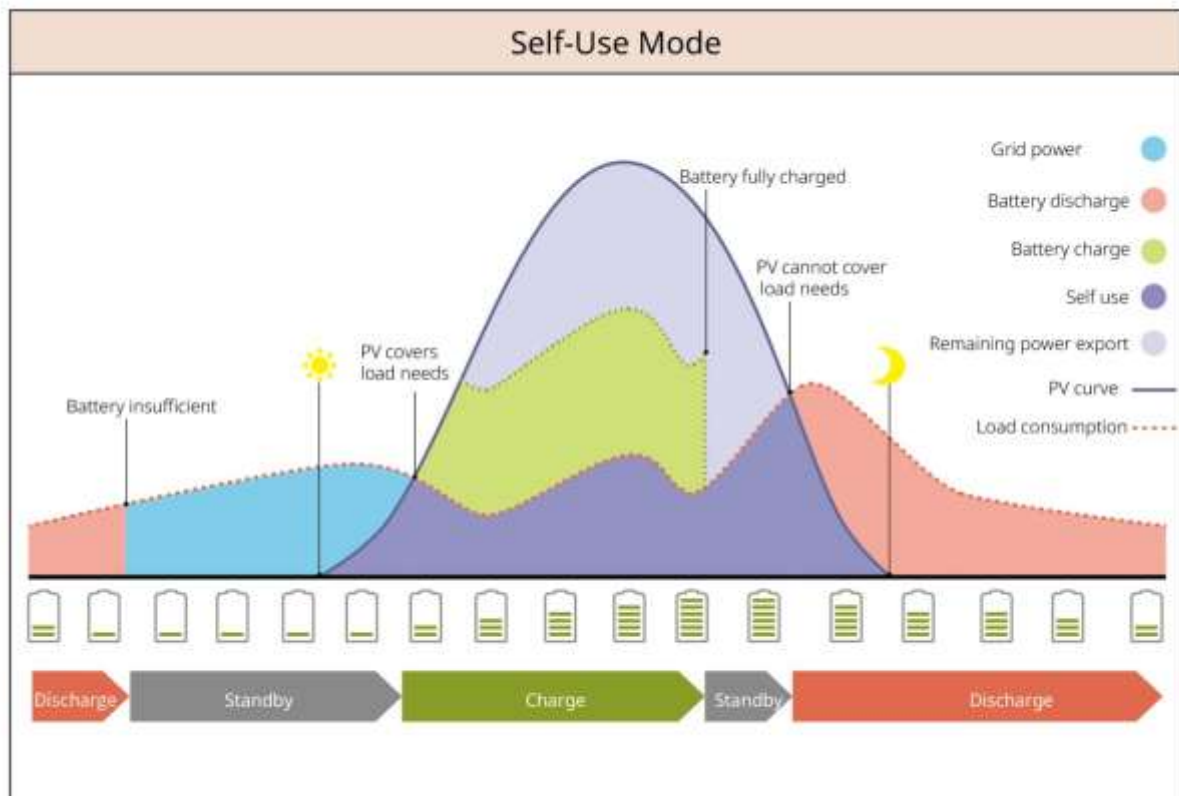 Self-Use Mode
Grid power
Battery fully charged
Battery discharge
Battery charge
PV cannot cover
load needs
Self use
PV covers
load needs
Remaining power export
PV curve
Battery insufficient
Load consumption
Discharge
Standby
Charge
Standby
Discharge